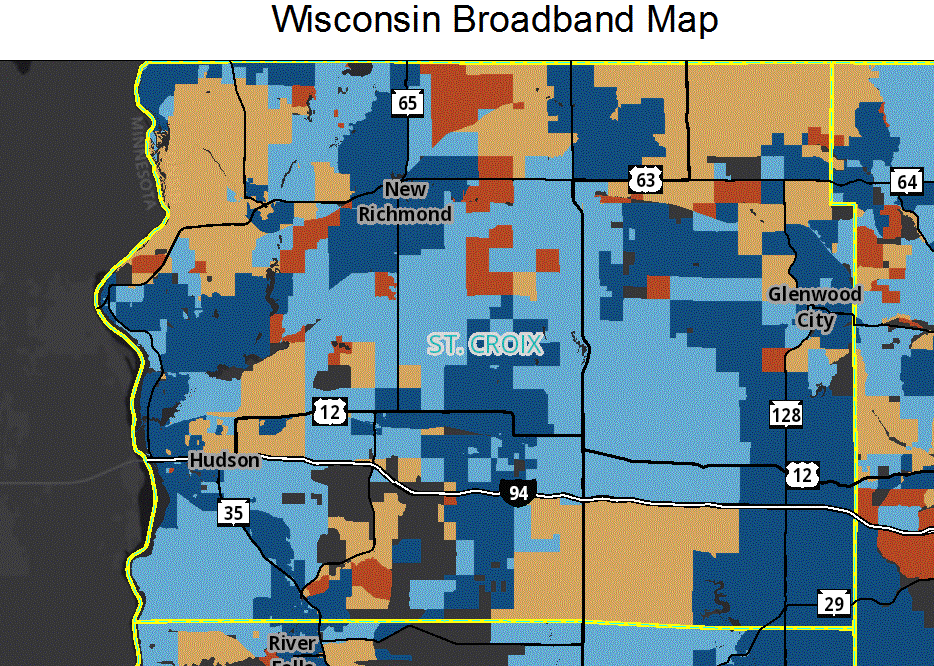 Wisconsin Broadband Map
MINNESOTA
65
63
64
New
Richmond
Glenwood
City
ST. CROIX
12
128
Hudson
12
94
35
29
River
Falls